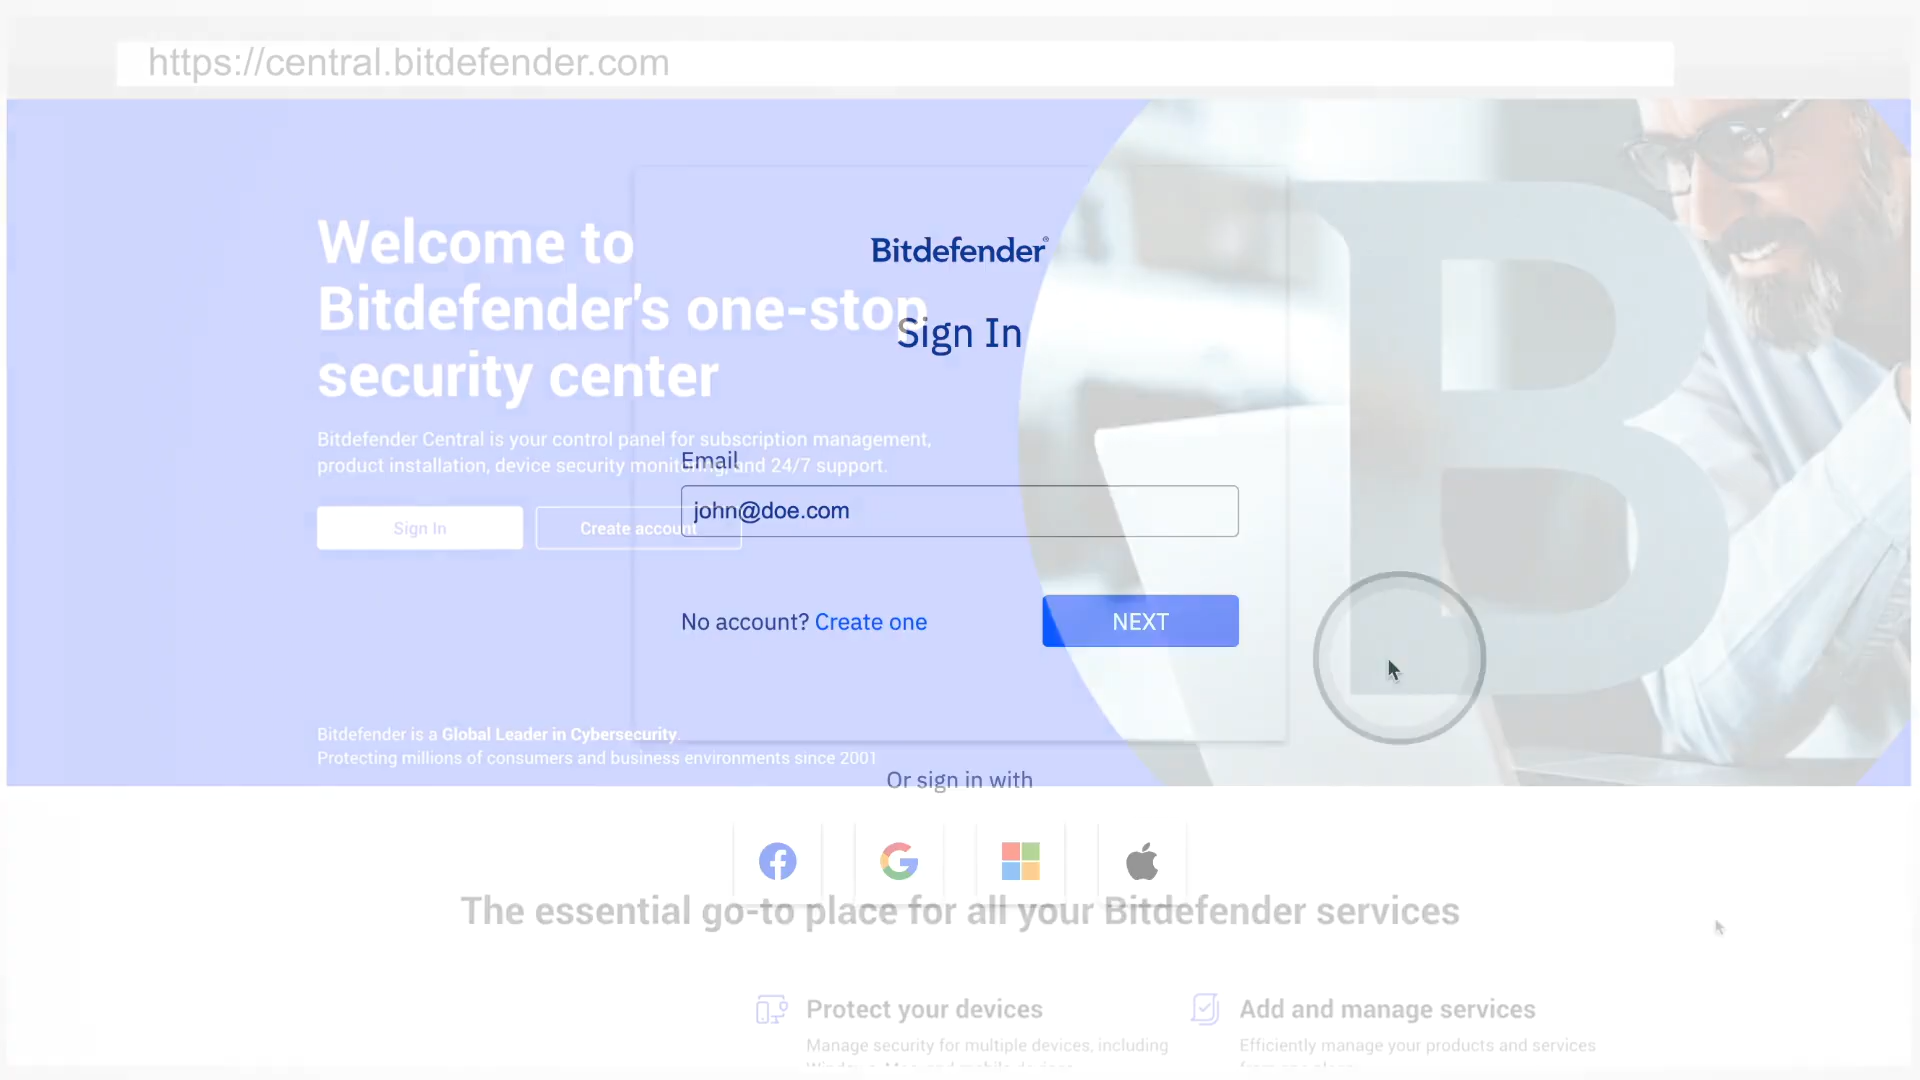 https://central.bitdefender.com
Welcome to
Bitdefender's one-stop
security center
Bitdefender Central is your control panel for subscription management,
product installation, device security monitoring, and 24/7 support.
Sign In
Create account
Bitdefender is a Global Leader in Cybersecurity.
Protecting millions of consumers and business environments since 2001
Bitdefender®
Sign In
Email
john@doe.com
No account? Create one
NEXT
Or sign in with
The essential go-to place for all your Bitdefender services
Protect your devices
Manage security for multiple devices, including
Add and manage services
Efficiently manage your products and services
B